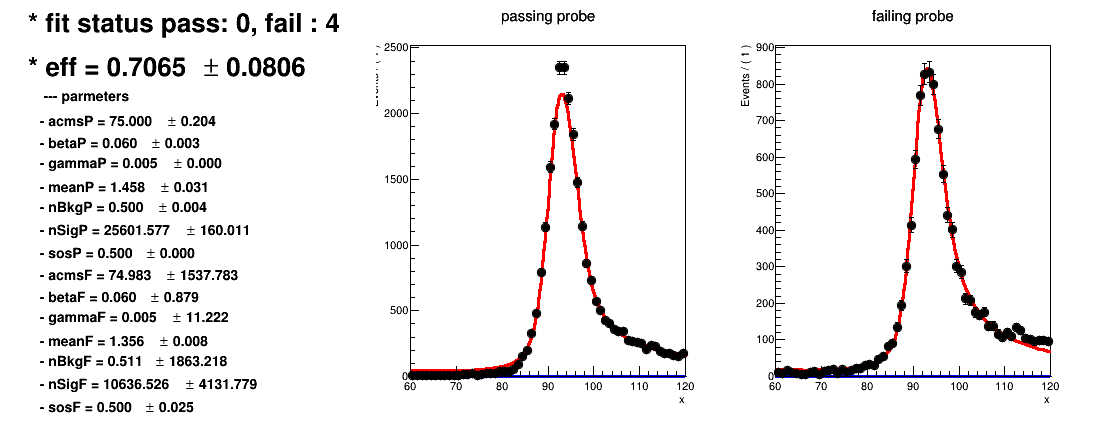 * fit status pass: 0, fail : 4
* eff = 0.7065 ± 0.0806
--- parmeters
- acmsP = 75.000 ± 0.204
- betaP = 0.060 ± 0.003
- gammaP = 0.005 ± 0.000
- meanP = 1.458 ± 0.031
- nBkgP = 0.500 ± 0.004
- nSigP = 25601.577 ± 160.011
- sosP = 0.500 ± 0.000
- acmsF = 74.983 ± 1537.783
- betaF = 0.060 ± 0.879
- gammaF = 0.005 ± 11.222
- meanF = 1.356 ± 0.008
- nBkgF = 0.511 ± 1863.218
- nSigF = 10636.526 ± 4131.779
- sosF = 0.500 ± 0.025
passing probe
2500
2000
1500
1000
500
0
60 70 80 90 100 110 120
x
failing probe
Events / ( 1 )
900
800
700
600
500
400
300
200
100
0
60 70 80 90 100 110 120
x